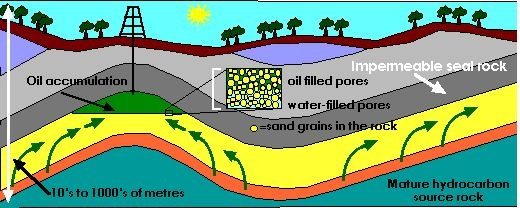 Impermeable seal rock
Oil accumulation
oil filled pores
water-filled pores
=sand grains in the rock
10's to 1000's of metres
Mature hydrocarbon
source rock